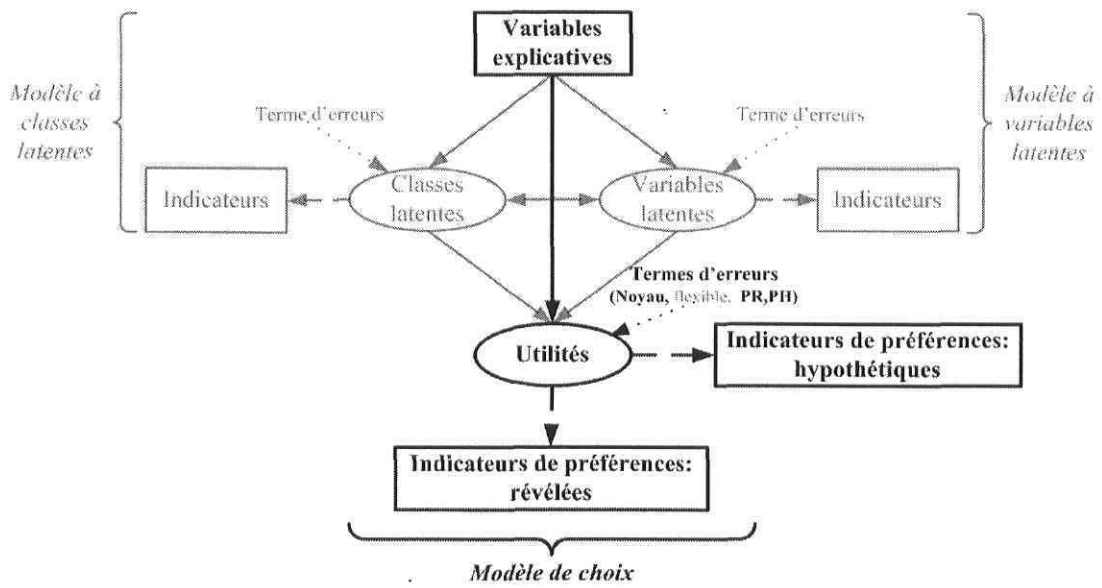 Variables
explicatives
Modèle à
classes
latentes
Modèle à
variables
latentes
Terme d'erreurs
Terme d'erreurs
Indicateurs
Classes
latentes
Variables
latentes
Indicateurs
Termes d'erreurs
(Noyau, flexible, PR,PH)
Utilités
Indicateurs de préférences:
hypothétiques
Indicateurs de préférences:
révélées
Modèle de choix